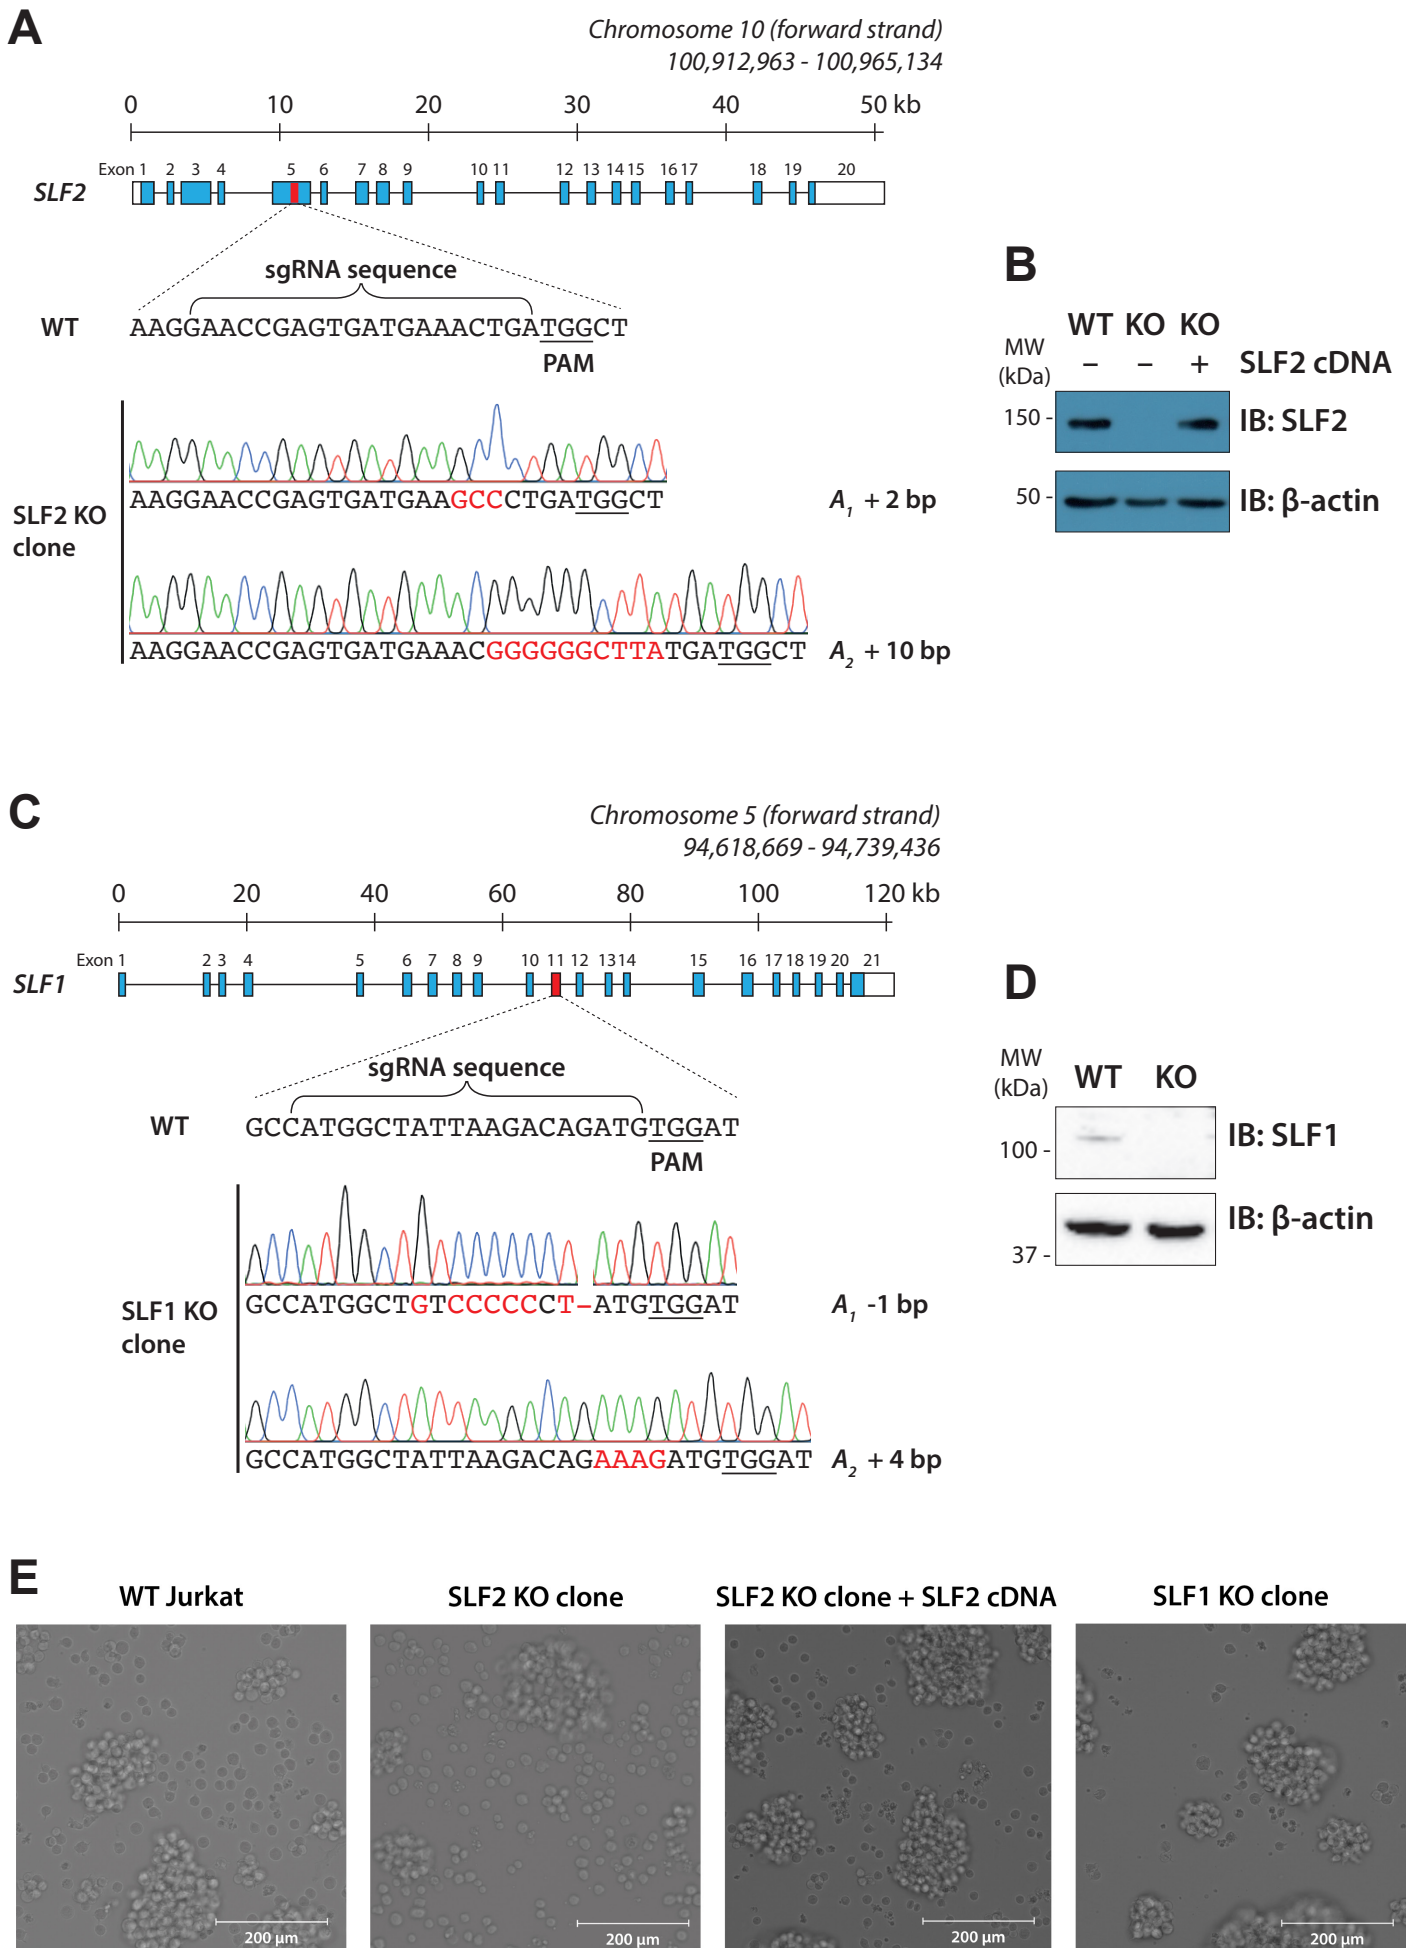 A
Chromosome 10 (forward strand)
100,912,963 - 100,965,134
0 10 20 30 40 50 kb
Exon 1 2 3 4 5 6 7 8 9 10 11 12 13 14 15 16 17 18 19 20
SLF2
sgRNA sequence
WT AAGGAACCGAGTGATGAAACTGATGGCT
PAM
SLF2 KO clone
AAGGAACCGAGTGATGAAGCCCTGATGGCT A1 + 2 bp
AAGGAACCGAGTGATGAAACGGGGGGCTTATGATGGCT A2 + 10 bp
B
WT KO KO
MW (kDa)
– – + SLF2 cDNA
150 - IB: SLF2
50 - IB: β-actin
C
Chromosome 5 (forward strand)
94,618,669 - 94,739,436
0 20 40 60 80 100 120 kb
Exon 1 2 3 4 5 6 7 8 9 10 11 12 13 14 15 16 17 18 19 20 21
SLF1
sgRNA sequence
WT GCCATGGCTATTAAGACAGATGTGGAT
PAM
SLF1 KO clone
GCCATGGCTGTCCCCCCT–ATGTGGAT A1 -1 bp
GCCATGGCTATTAAGACAGAAAGATGTGGAT A2 + 4 bp
D
MW (kDa)
WT KO
100 - IB: SLF1
IB: β-actin
37 -
E
WT Jurkat
SLF2 KO clone
SLF2 KO clone + SLF2 cDNA
SLF1 KO clone
200 µm
200 µm
200 µm
200 µm